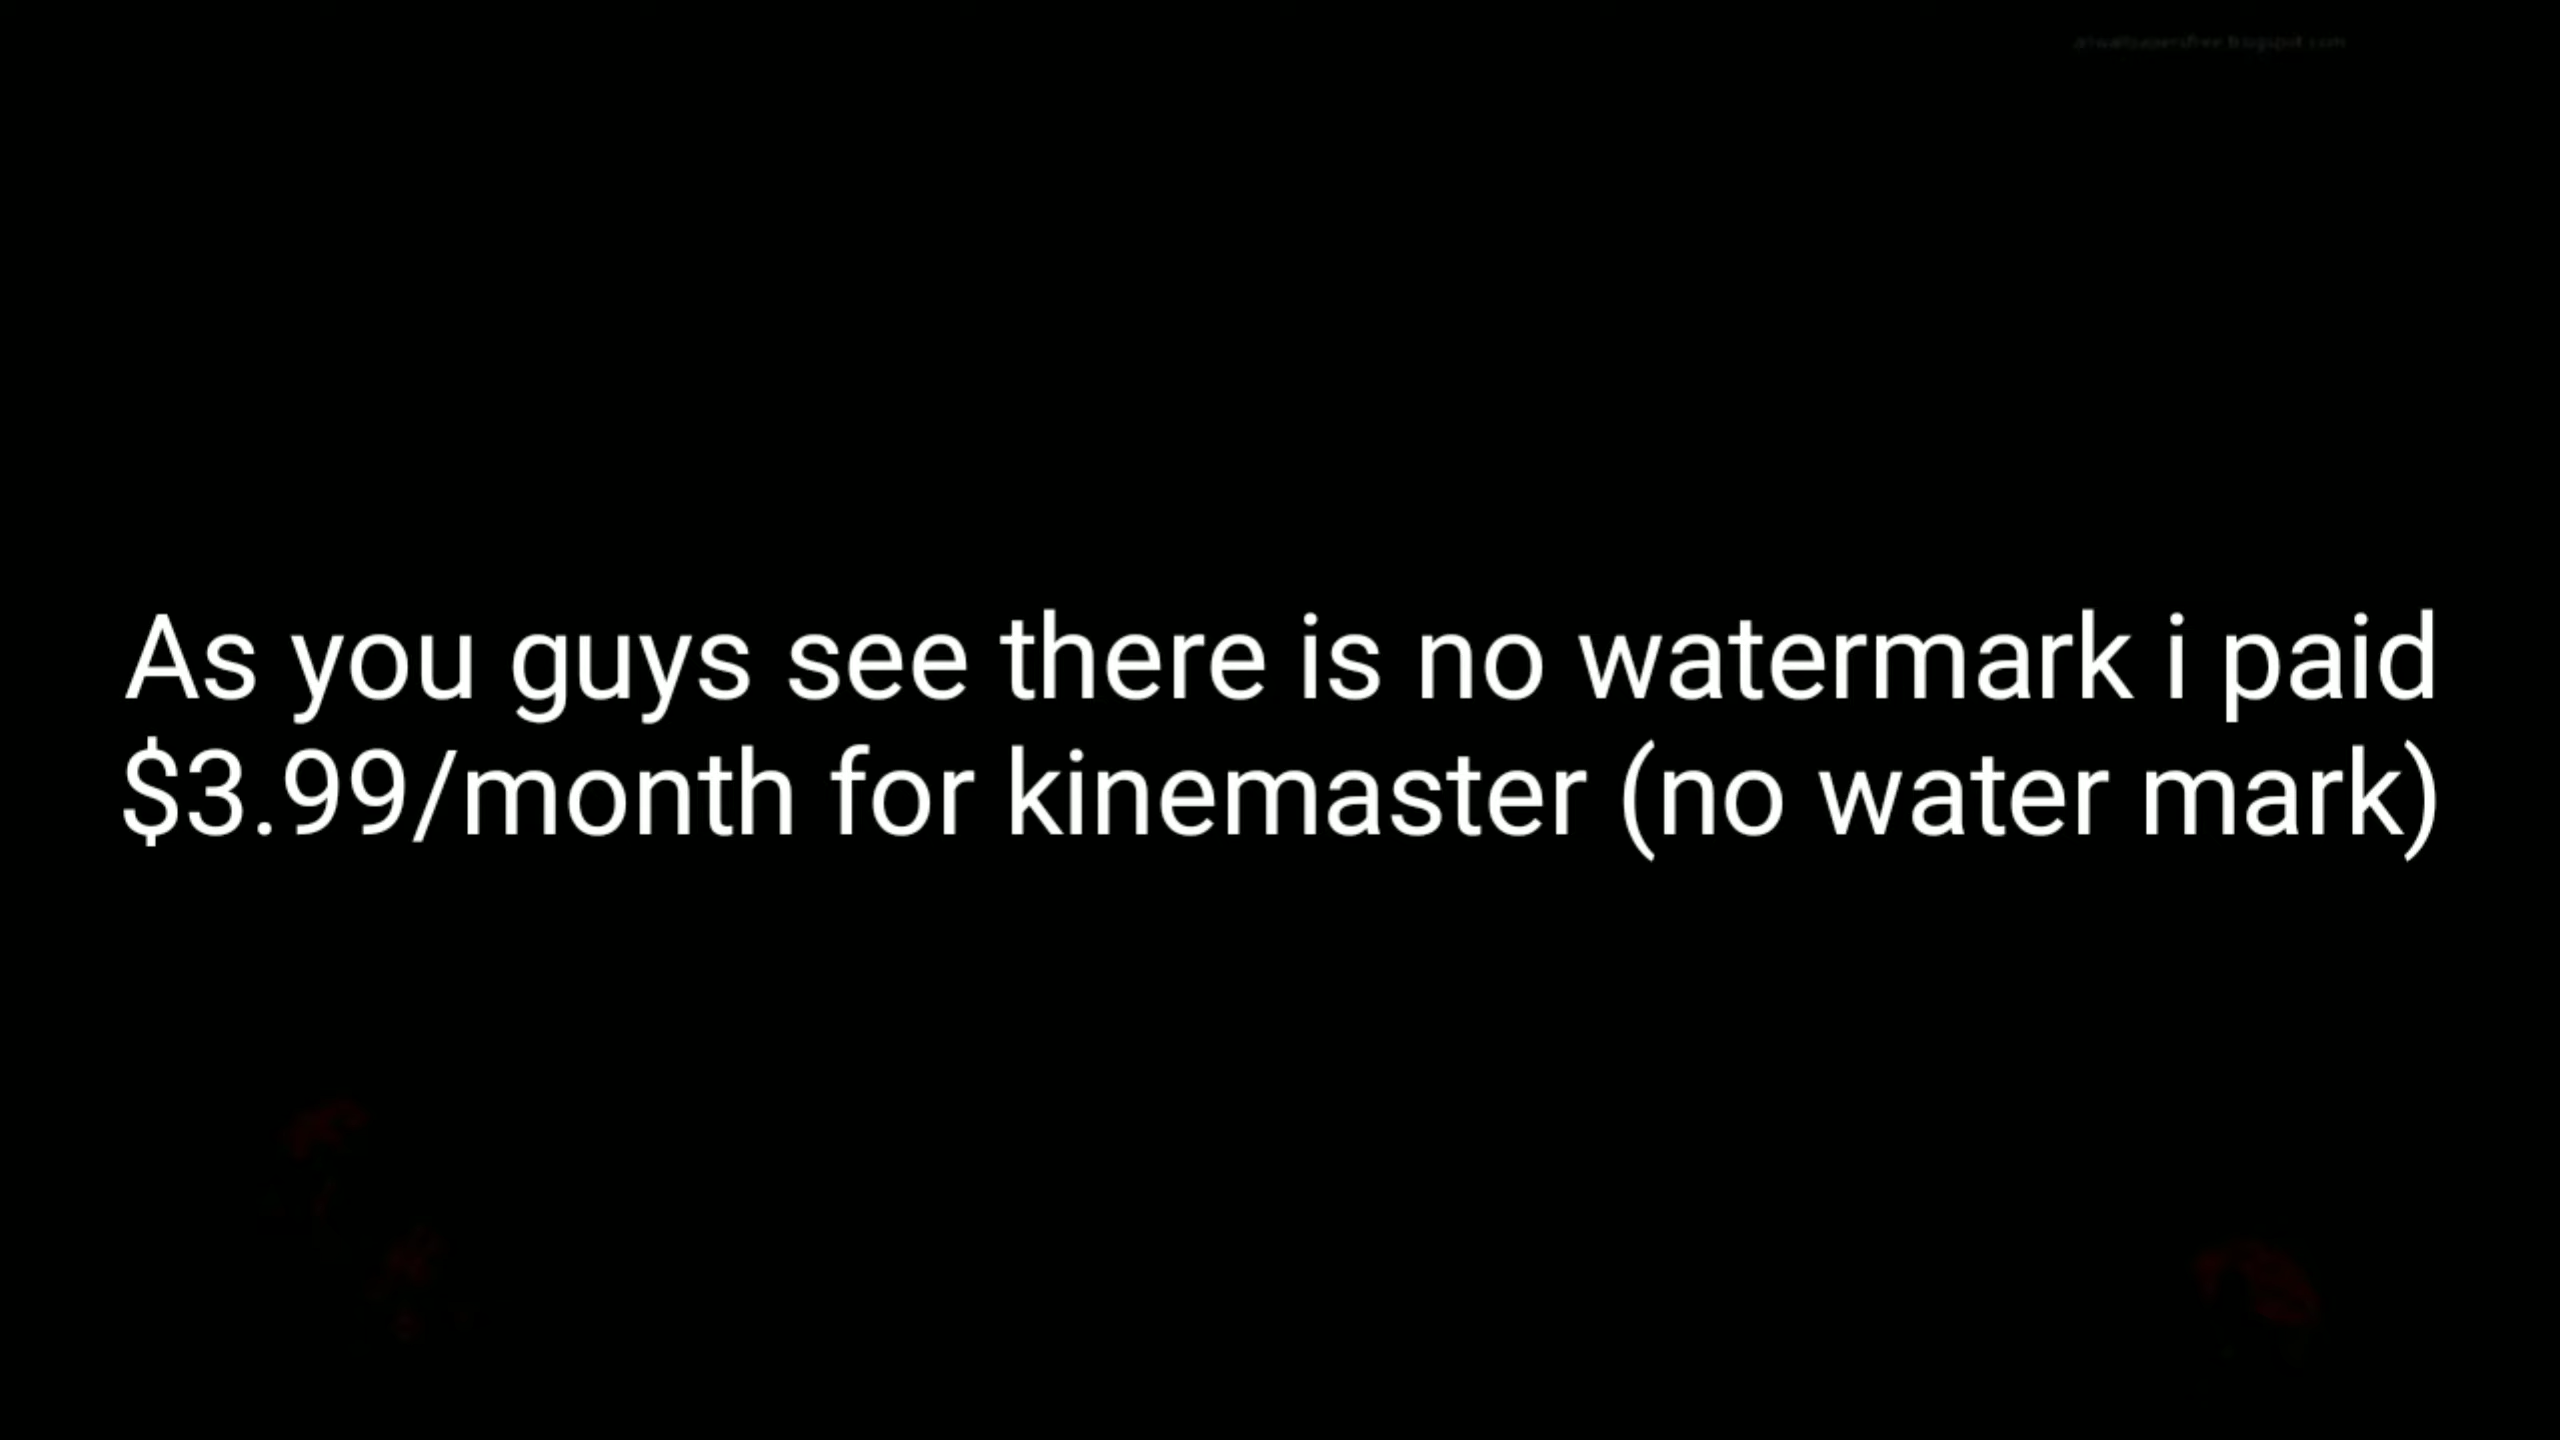 As you guys see there is no watermark i paid
$3.99/month for kinemaster (no water mark)